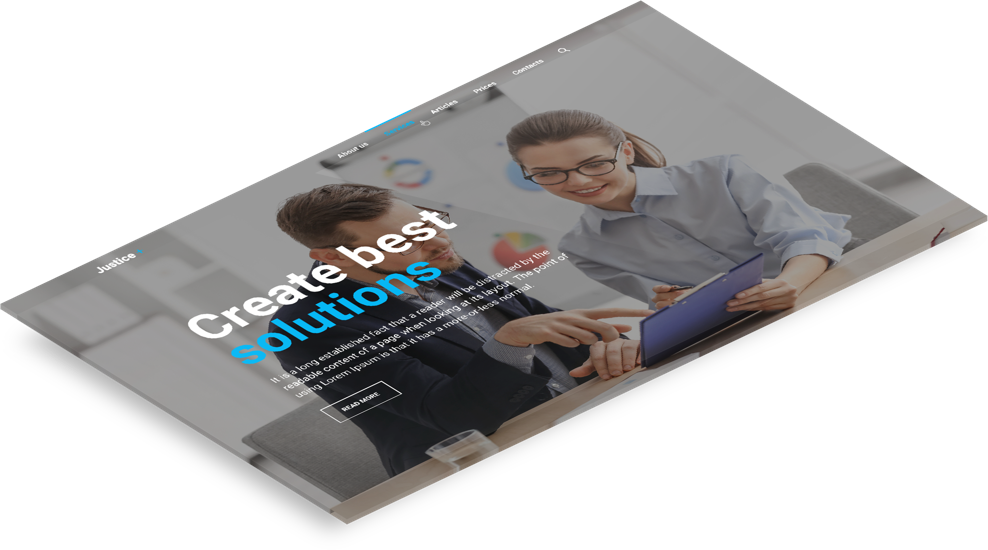 Justice
About us
Articles
Prices
Contacts
Create best
solutions
It is a long established fact that a reader will be distracted by the
readable content of a page when looking at its layout. The point of
using Lorem Ipsum is that it has a more-or-less normal.
READ MORE